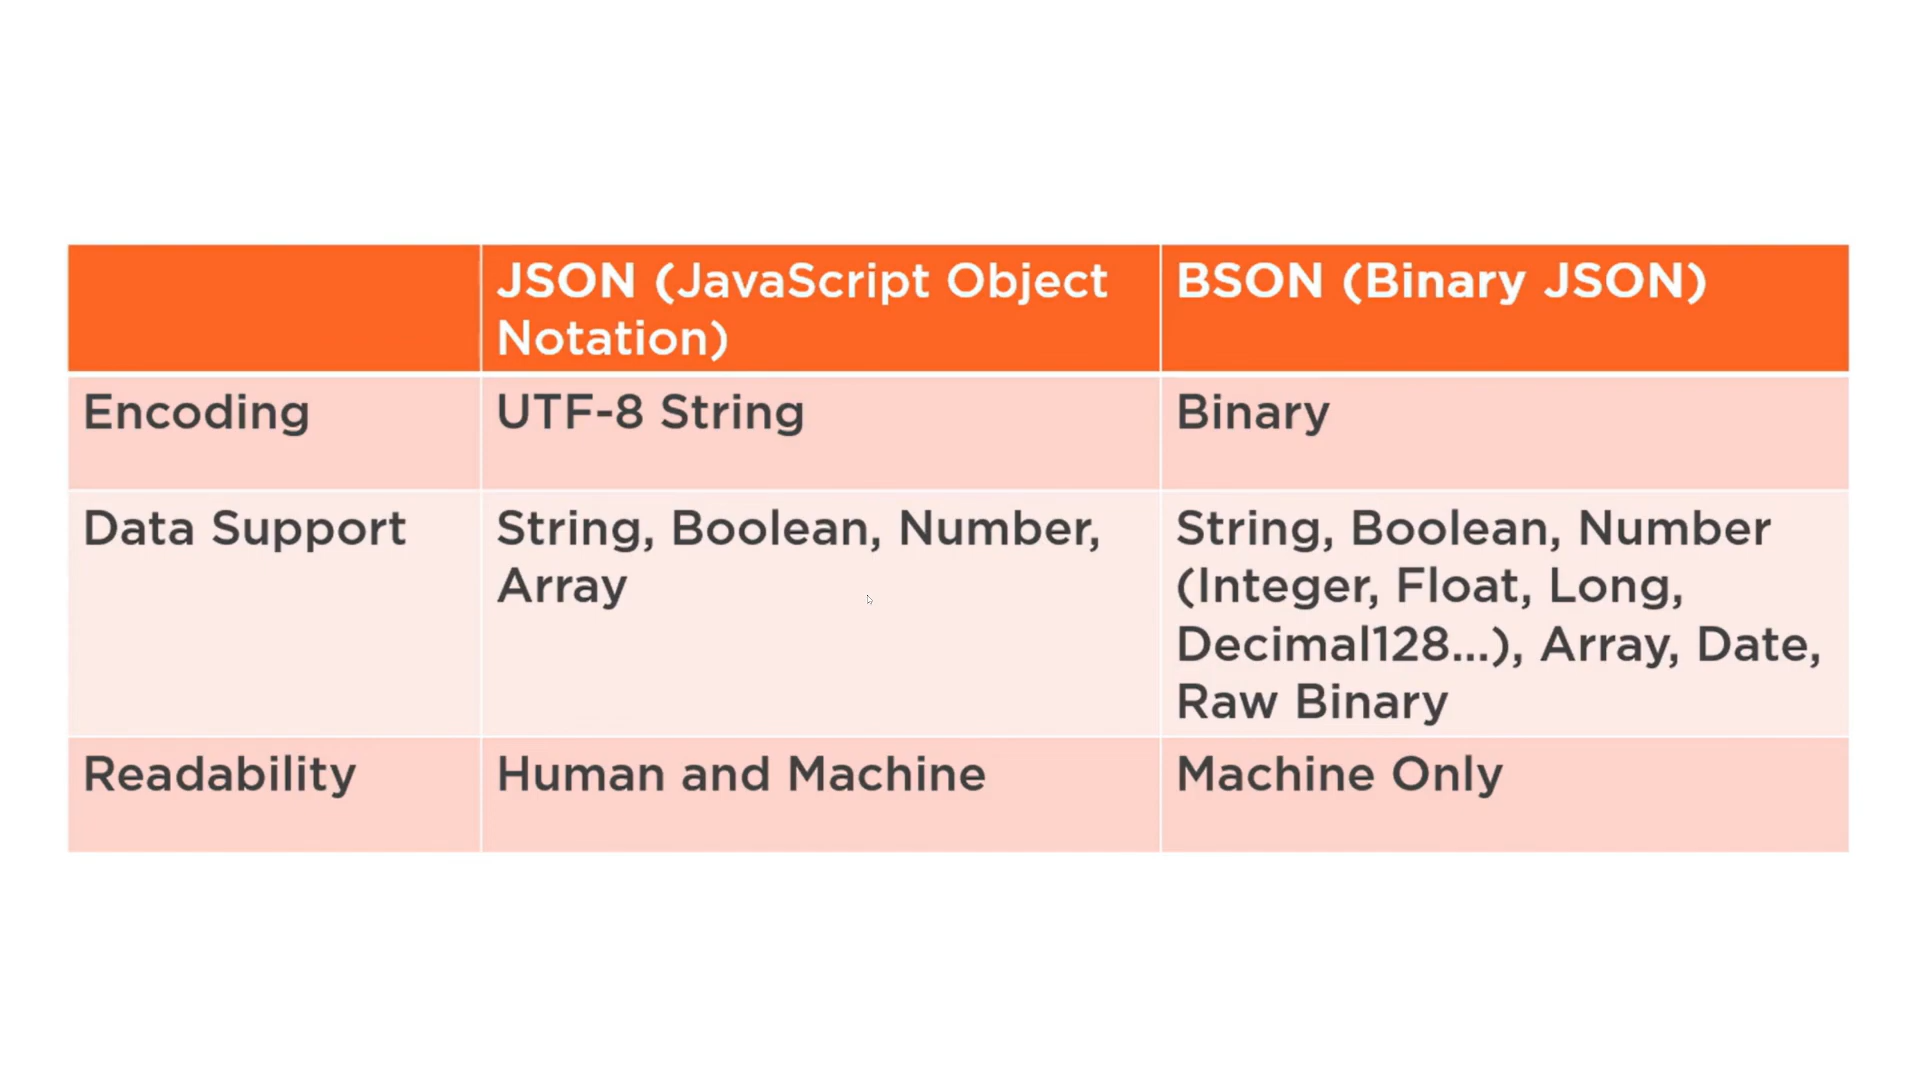 JSON (JavaScript Object
Notation)
BSON (Binary JSON)
Encoding
UTF-8 String
Binary
Data Support
String, Boolean, Number,
Array
String, Boolean, Number
(Integer, Float, Long,
Decimal128...), Array, Date,
Raw Binary
Readability
Human and Machine
Machine Only